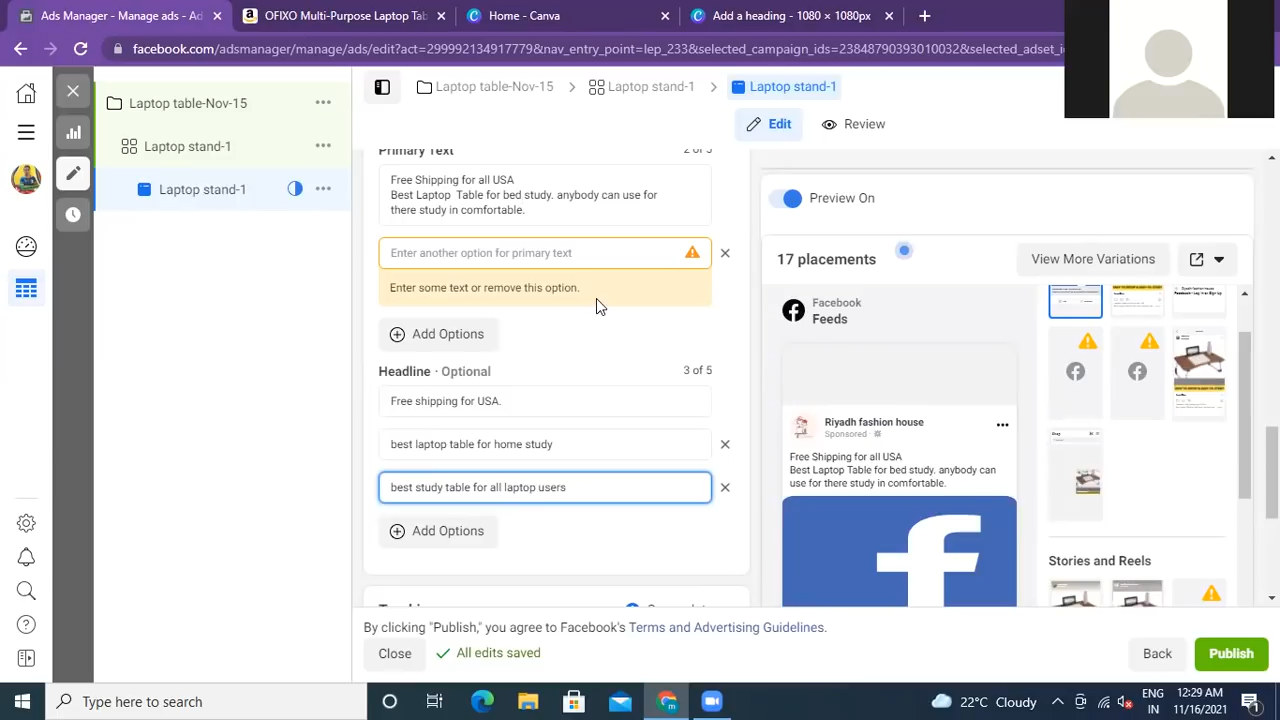 Ads Manager - Manage ads - Ad
OFIXO Multi-Purpose Laptop Tabl
Home - Canva
Add a heading - 1080 × 1080px
facebook.com/adsmanager/manage/ads/edit?act=299992134917779&nav_entry_point=lep_233&selected_campaign_ids=23848790393010032&selected_adset_i
Laptop table-Nov-15
Laptop stand-1
Laptop stand-1
Laptop table-Nov-15
Laptop stand-1
Laptop stand-1
Edit
Review
Primary Text
2 of 5
Free Shipping for all USA
Best Laptop Table for bed study. anybody can use for
there study in comfortable.
Enter another option for primary text
Enter some text or remove this option.
Add Options
Headline · Optional
3 of 5
Free shipping for USA.
best laptop table for home study
best study table for all laptop users
Add Options
Preview On
17 placements
View More Variations
Facebook
Feeds
Riyadh fashion house
Sponsored
Free Shipping for all USA
Best Laptop Table for bed study. anybody can
use for there study in comfortable.
Stories and Reels
By clicking "Publish," you agree to Facebook's Terms and Advertising Guidelines.
Close
All edits saved
Back
Publish
Type here to search
22°C Cloudy
ENG
IN
12:29 AM
11/16/2021
1